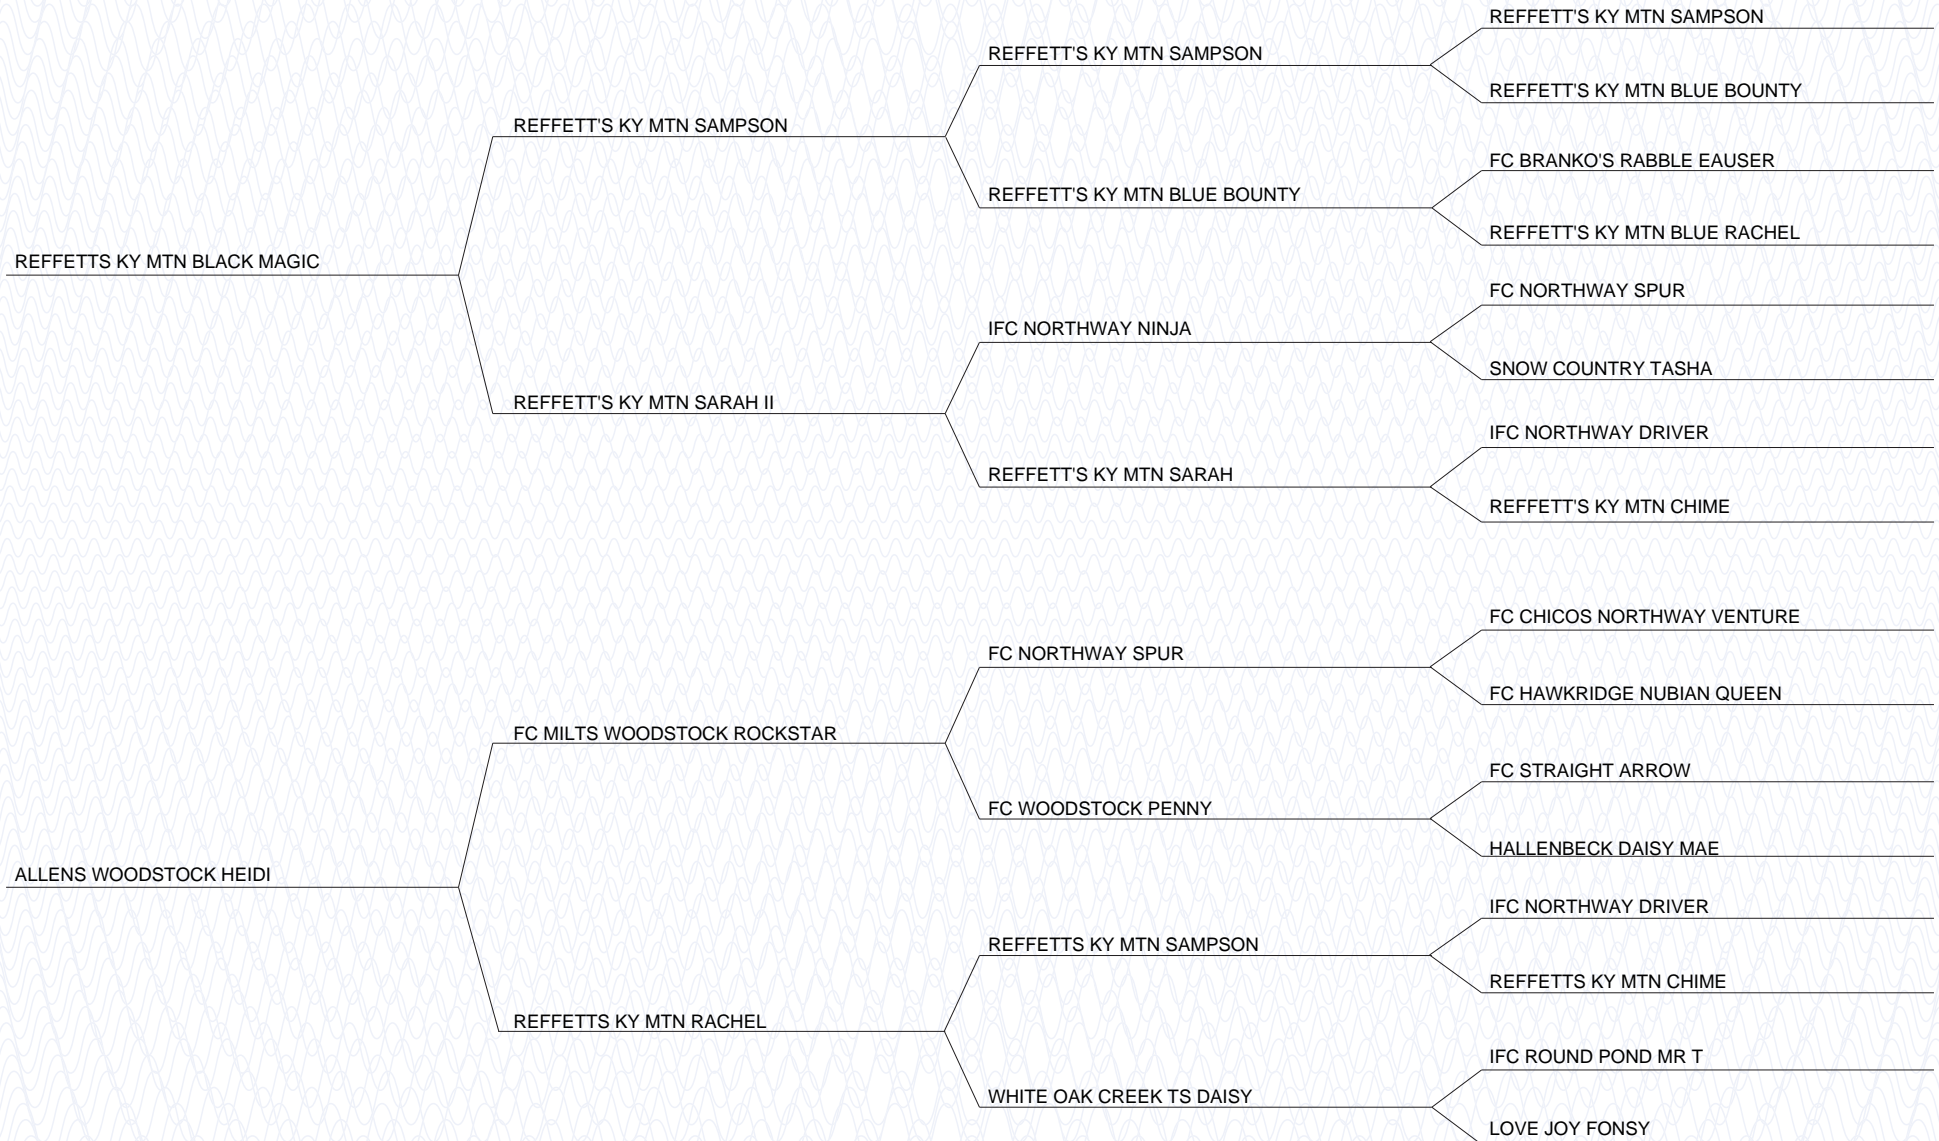 REFFETT'S KY MTN SAMPSON
REFFETT'S KY MTN SAMPSON
REFFETT'S KY MTN BLUE BOUNTY
REFFETT'S KY MTN SAMPSON
FC BRANKO'S RABBLE EAUSER
REFFETT'S KY MTN BLUE BOUNTY
REFFETT'S KY MTN BLUE RACHEL
REFFETTS KY MTN BLACK MAGIC
FC NORTHWAY SPUR
IFC NORTHWAY NINJA
SNOW COUNTRY TASHA
REFFETT'S KY MTN SARAH II
IFC NORTHWAY DRIVER
REFFETT'S KY MTN SARAH
REFFETT'S KY MTN CHIME
FC CHICOS NORTHWAY VENTURE
FC NORTHWAY SPUR
FC HAWKRIDGE NUBIAN QUEEN
FC MILTS WOODSTOCK ROCKSTAR
FC STRAIGHT ARROW
FC WOODSTOCK PENNY
HALLENBECK DAISY MAE
ALLENS WOODSTOCK HEIDI
IFC NORTHWAY DRIVER
REFFETTS KY MTN SAMPSON
REFFETTS KY MTN CHIME
REFFETTS KY MTN RACHEL
IFC ROUND POND MR T
WHITE OAK CREEK TS DAISY
LOVE JOY FONSY